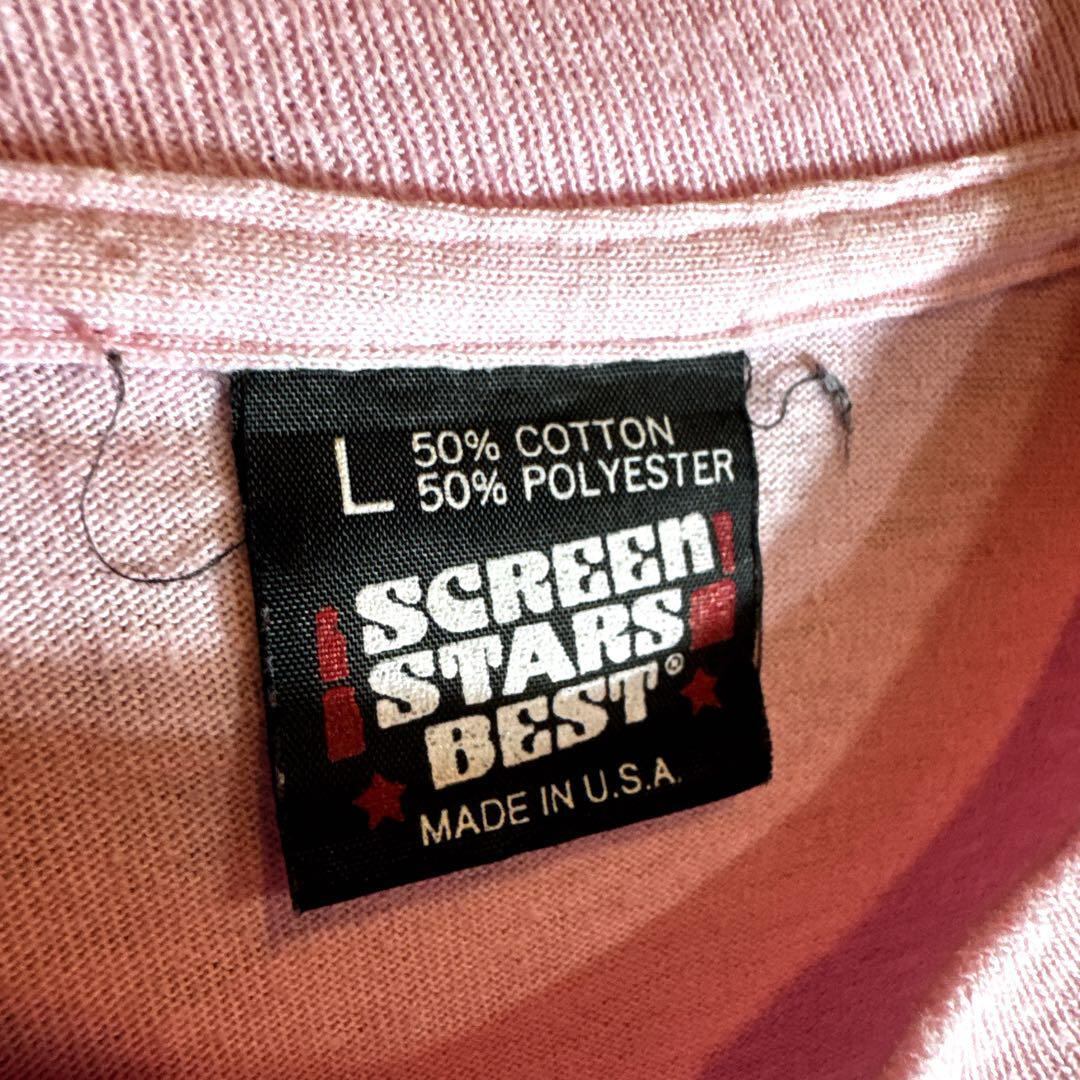 L 50% COTTON
50% POLYESTER
SCREEN
STARS
BEST®
MADE IN U.S.A.